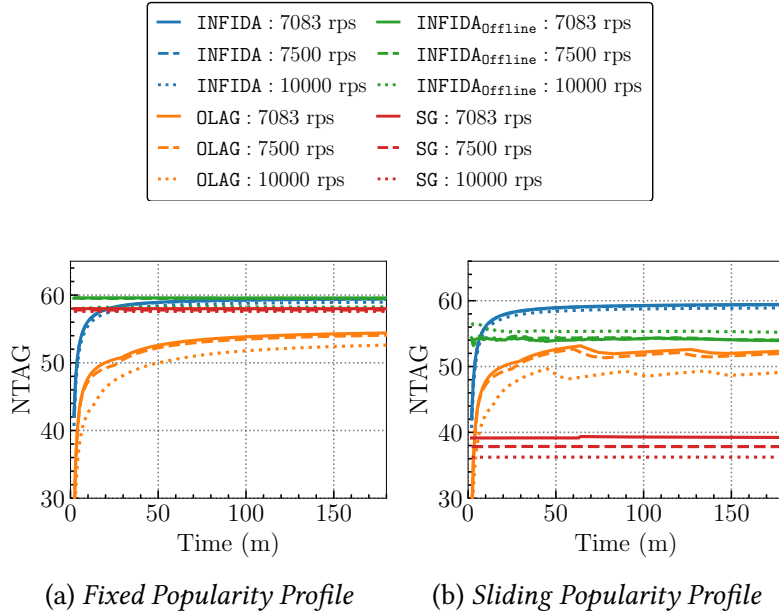 INFIDA : 7083 rps
INFIDA : 7500 rps
INFIDA : 10000 rps
OLAG : 7083 rps
OLAG : 7500 rps
OLAG : 10000 rps
INFIDAOffline : 7083 rps
INFIDAOffline : 7500 rps
INFIDAOffline : 10000 rps
SG : 7083 rps
SG : 7500 rps
SG : 10000 rps
NTAG
60
50
40
30
0 50 100 150
Time (m)
(a) Fixed Popularity Profile
NTAG
60
50
40
30
0 50 100 150
Time (m)
(b) Sliding Popularity Profile